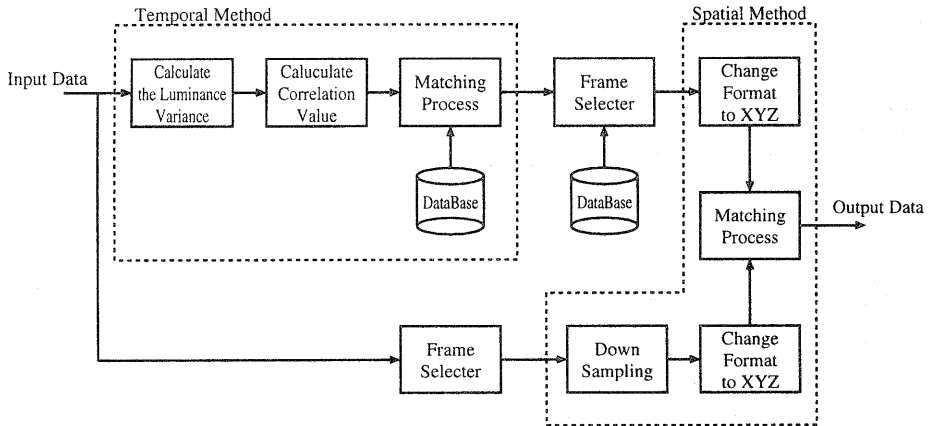 Temporal Method
Spatial Method
Input Data
Calculate
the Luminance
Variance
Caluculate
Correlation
Value
Matching
Process
Frame
Selecter
Change
Format
to XYZ
DataBase
DataBase
Matching
Process
Output Data
Frame
Selecter
Down
Sampling
Change
Format
to XYZ